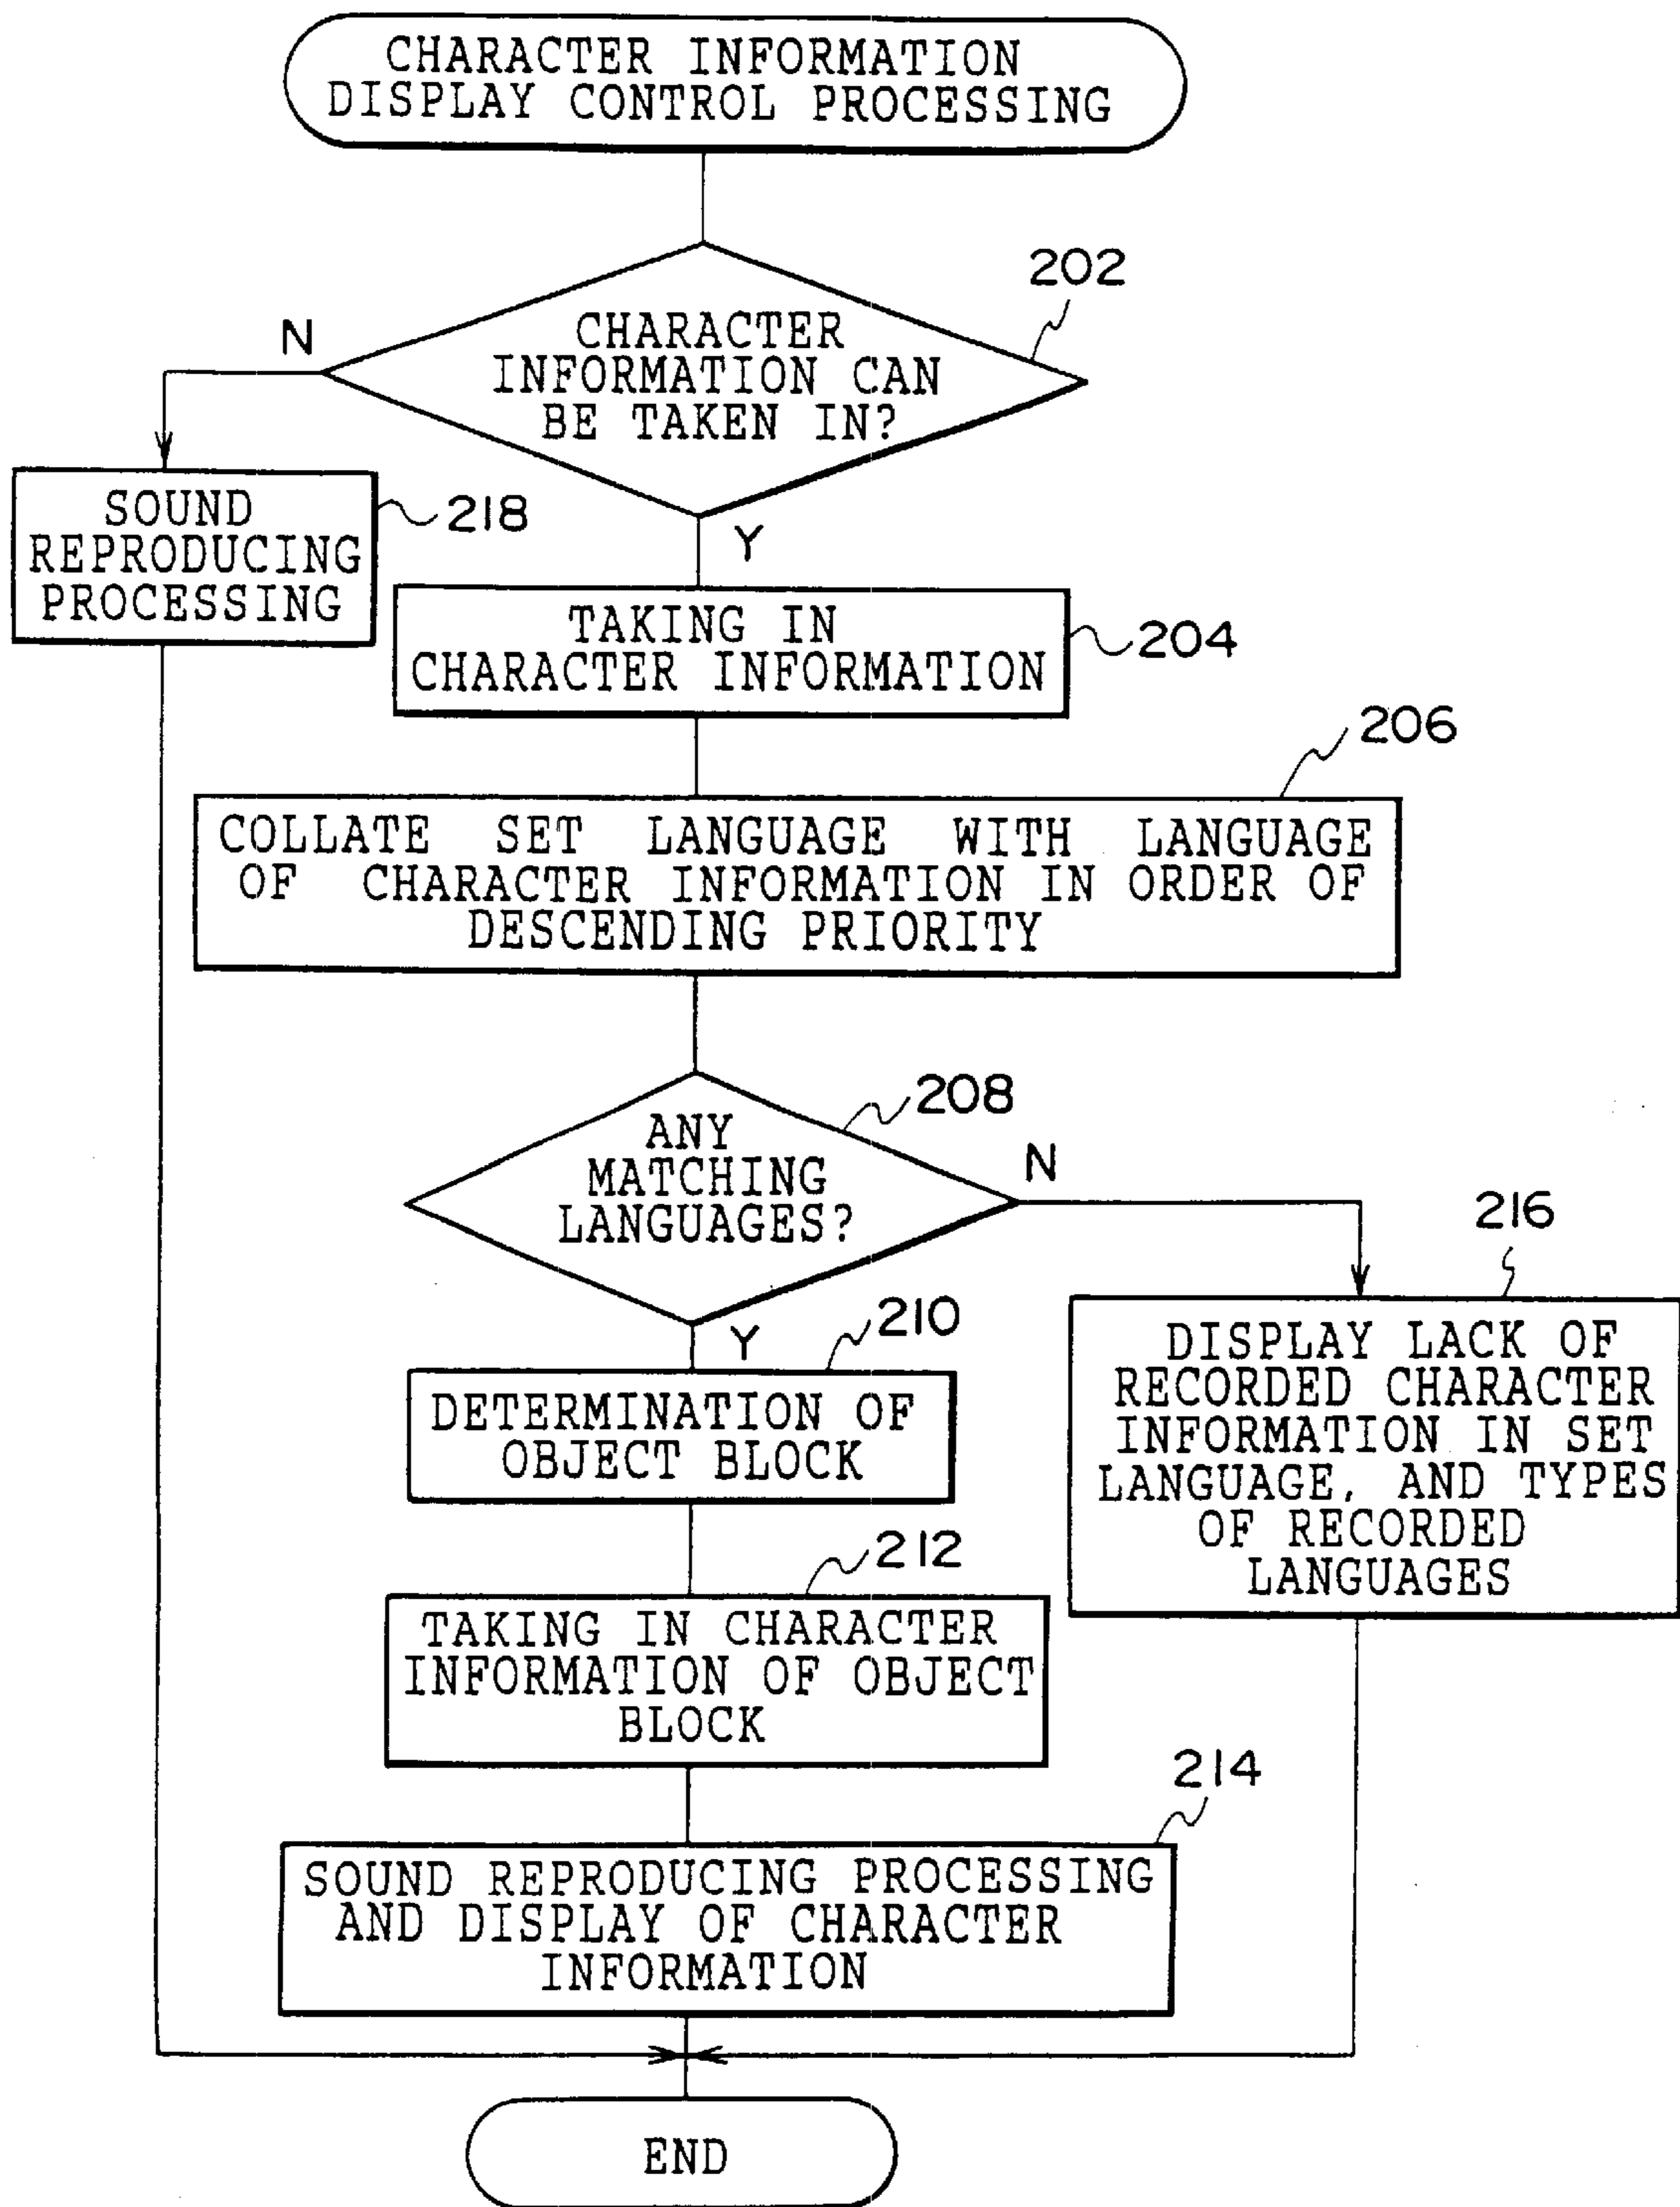 CHARACTER INFORMATION
DISPLAY CONTROL PROCESSING
202
N
CHARACTER
INFORMATION CAN
BE TAKEN IN?
SOUND
REPRODUCING
PROCESSING
218
Y
TAKING IN
CHARACTER INFORMATION
204
206
COLLATE SET LANGUAGE WITH LANGUAGE
OF CHARACTER INFORMATION IN ORDER OF
DESCENDING PRIORITY
208
ANY
MATCHING
LANGUAGES?
N
216
Y
210
DETERMINATION OF
OBJECT BLOCK
DISPLAY LACK OF
RECORDED CHARACTER
INFORMATION IN SET
LANGUAGE, AND TYPES
OF RECORDED
LANGUAGES
212
TAKING IN CHARACTER
INFORMATION OF OBJECT
BLOCK
214
SOUND REPRODUCING PROCESSING
AND DISPLAY OF CHARACTER
INFORMATION
END